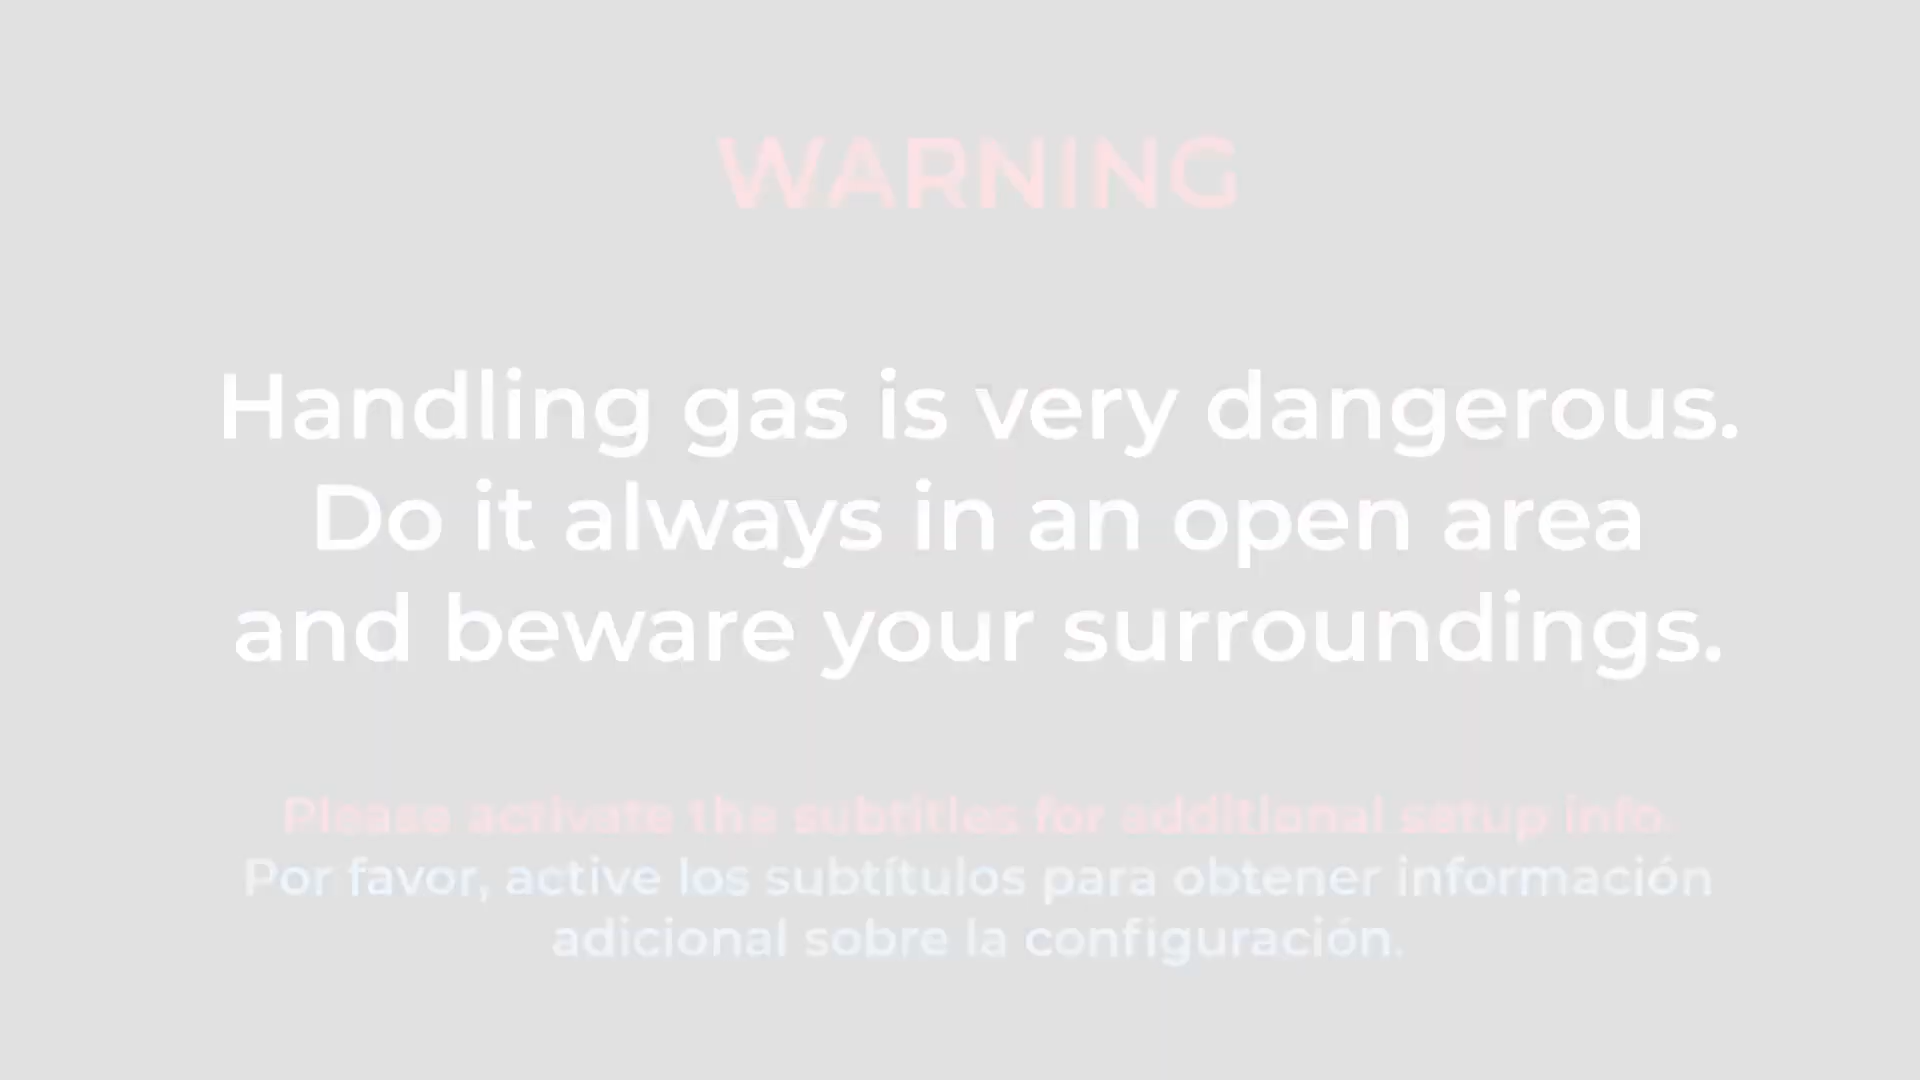 WARNING
Handling gas is very dangerous.
Do it always in an open area
and beware your surroundings.
Please activate the subtitles for additional setup info.
Por favor, active los subtítulos para obtener información
adicional sobre la configuración.